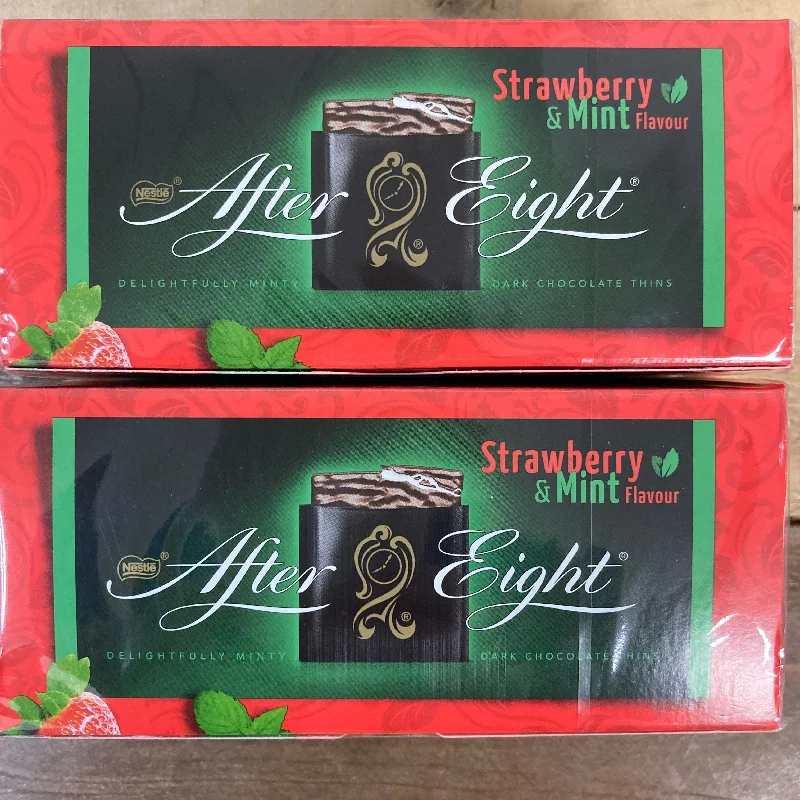 Strawberry
& Mint Flavour
Nestlé® After Eight®
®
DELIGHTFULLY MINTY DARK CHOCOLATE THINS
Strawberry
& Mint Flavour
Nestlé® After Eight®
®
DELIGHTFULLY MINTY DARK CHOCOLATE THINS